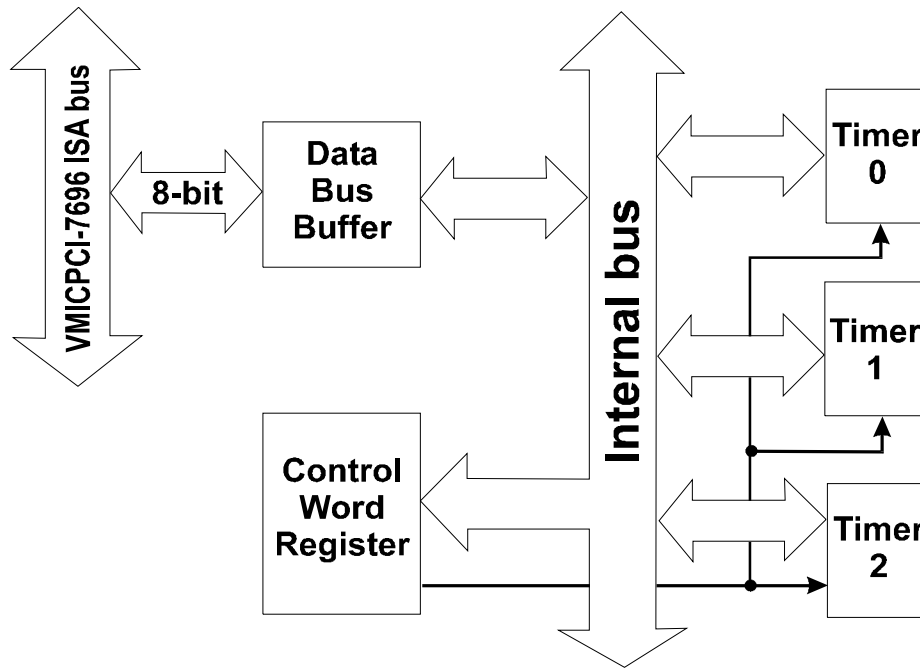 VMICPCI-7696 ISA bus
8-bit
Data
Bus
Buffer
Internal bus
Timer
0
Timer
1
Control
Word
Register
Timer
2